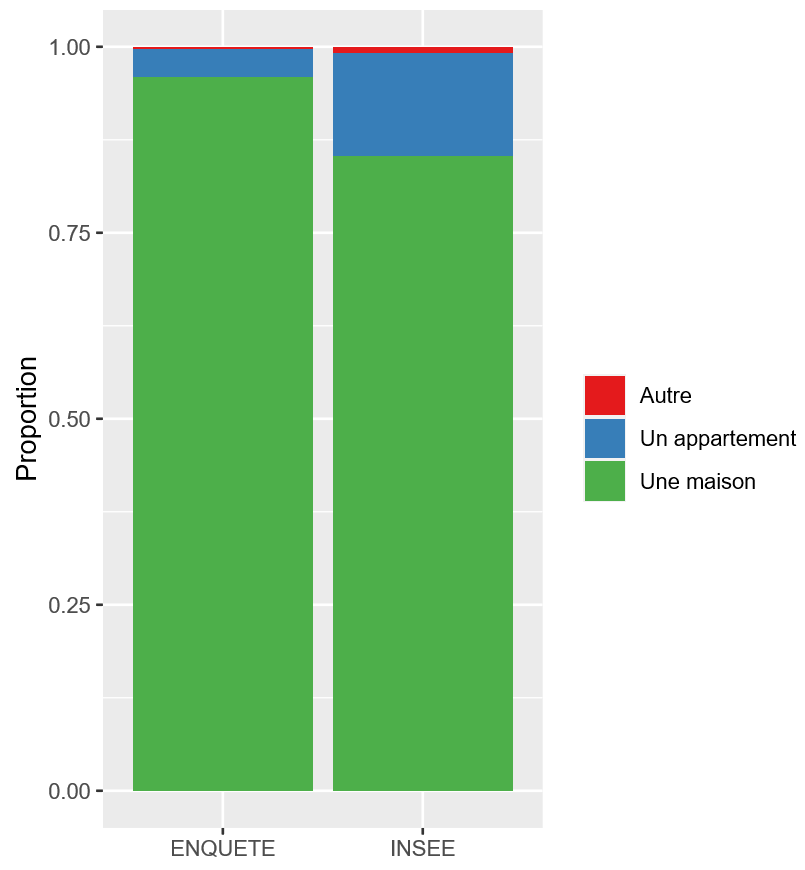 1.00
0.75
0.50
0.25
0.00
Proportion
ENQUETE
INSEE
Autre
Un appartement
Une maison